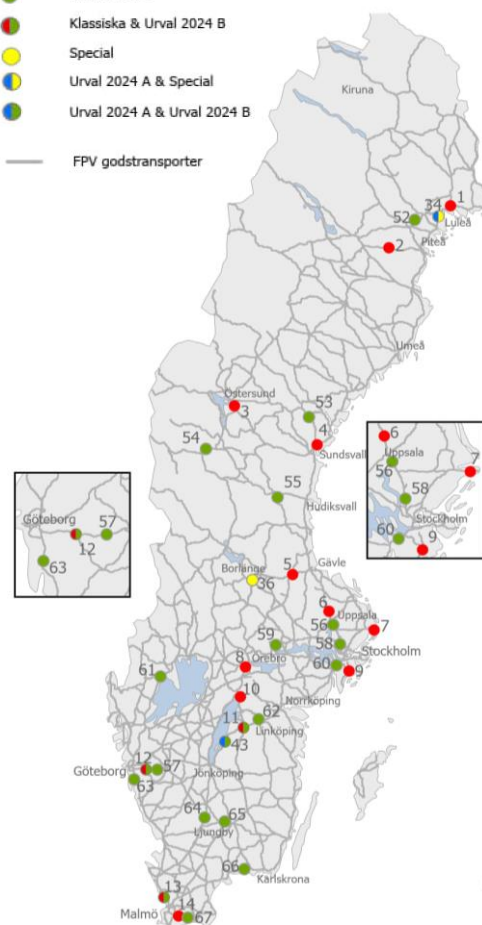 Klassiska & Urval 2024 B
Special
Urval 2024 A & Special
Urval 2024 A & Urval 2024 B
FPV godstransporter
Kiruna
34
1
52
Luleå
Piteå
2
Umeå
Östersund
3
53
4
Sundsvall
54
6
Uppsala
56
7
58
Stockholm
60
9
55
Hudiksvall
Göteborg
57
12
63
Gävle
5
Borlänge
36
6
56
Uppsala
7
59
58
Stockholm
8
Örebro
60
9
61
10
Norrköping
11
62
Linköping
43
12
Göteborg
57
Jönköping
63
64
65
Ljungby
66
Karlskrona
13
14
Malmö
67